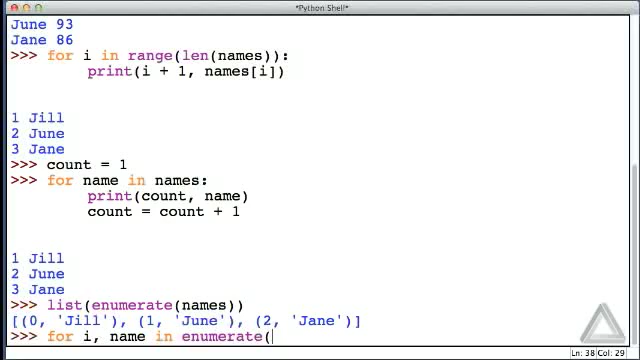 *Python Shell*
June 93
Jane 86
>>> for i in range(len(names)):
        print(i + 1, names[i])
1 Jill
2 June
3 Jane
>>> count = 1
>>> for name in names:
        print(count, name)
        count = count + 1
1 Jill
2 June
3 Jane
>>> list(enumerate(names))
[(0, 'Jill'), (1, 'June'), (2, 'Jane')]
>>> for i, name in enumerate(
Ln: 38 Col: 29